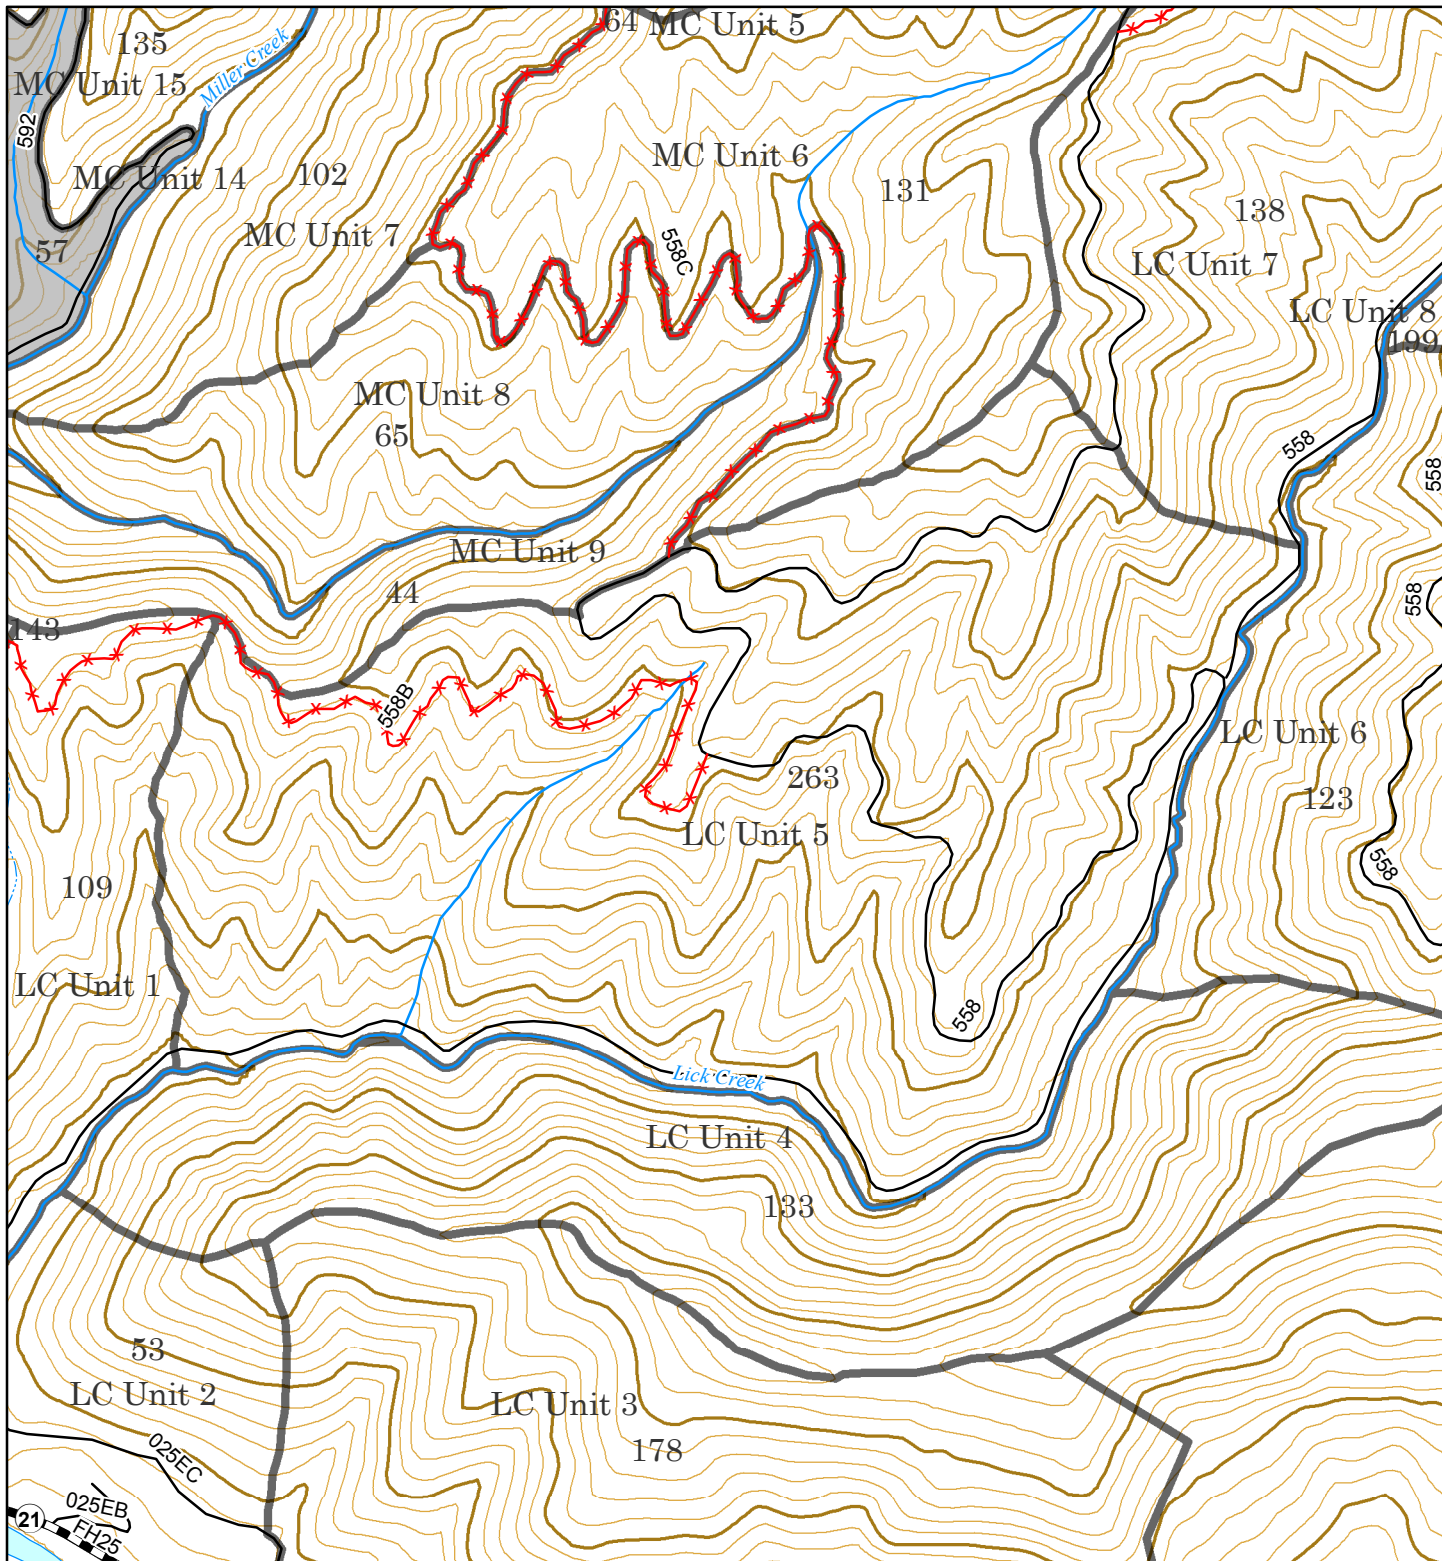 64 MC Unit 5
135
Miller Creek
MC Unit 15
592
MC Unit 6
MC Unit 14
102
131
138
MC Unit 7
57
558C
LC Unit 7
LC Unit 8
199
MC Unit 8
65
558
558
MC Unit 9
44
558
143
558B
LC Unit 6
263
123
LC Unit 5
558
109
LC Unit 1
558
Lick Creek
LC Unit 4
133
53
LC Unit 2
LC Unit 3
178
025EC
025EB
21
FH25